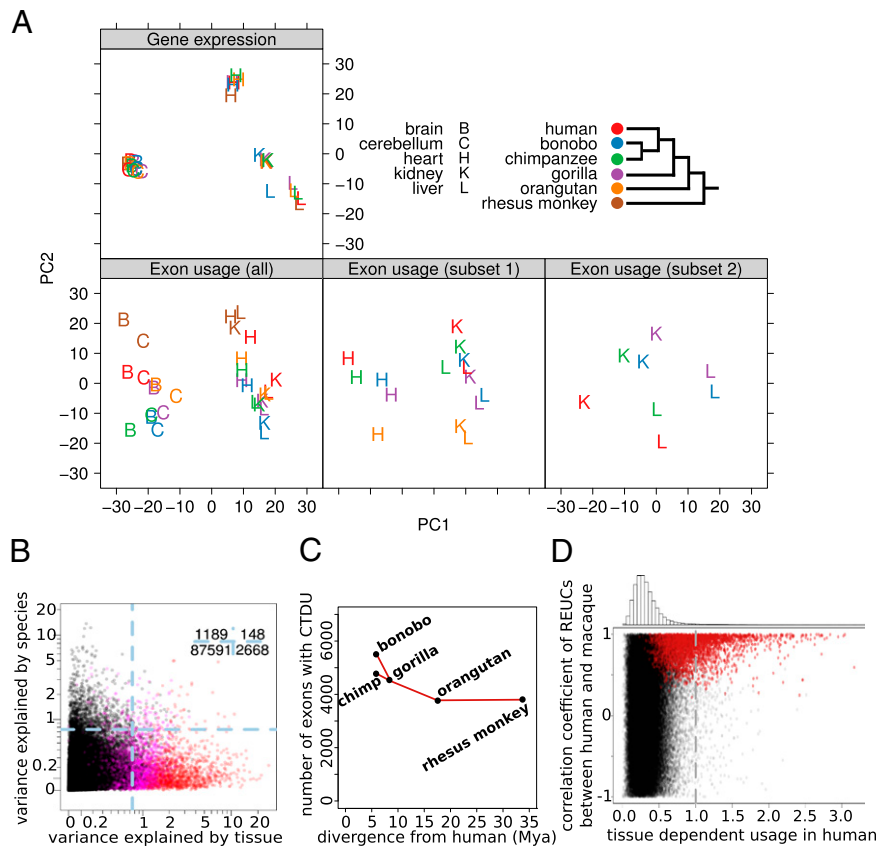 A
Gene expression
30
20
10
0
−10
−20
−30
brain B
cerebellum C
heart H
kidney K
liver L
human
bonobo
chimpanzee
gorilla
orangutan
rhesus monkey
PC2
Exon usage (all) Exon usage (subset 1) Exon usage (subset 2)
30
20
10
0
−10
−20
−30
−30 −20 −10 0 10 20 30 −30 −20 −10 0 10 20 30
PC1
B
variance explained by species
20
10
5
2
1
0.2
0
1189 148
87591 2668
0 0.2 1 2 5 10 20
variance explained by tissue
C
number of exons with CTDU
6000
4000
2000
0
bonobo
chimp
gorilla
orangutan
rhesus monkey
0 5 10 15 20 25 30 35
divergence from human (Mya)
D
correlation coefficient of REUCs
between human and macaque
1
0
-1
0.0 0.5 1.0 1.5 2.0 2.5 3.0
tissue dependent usage in human